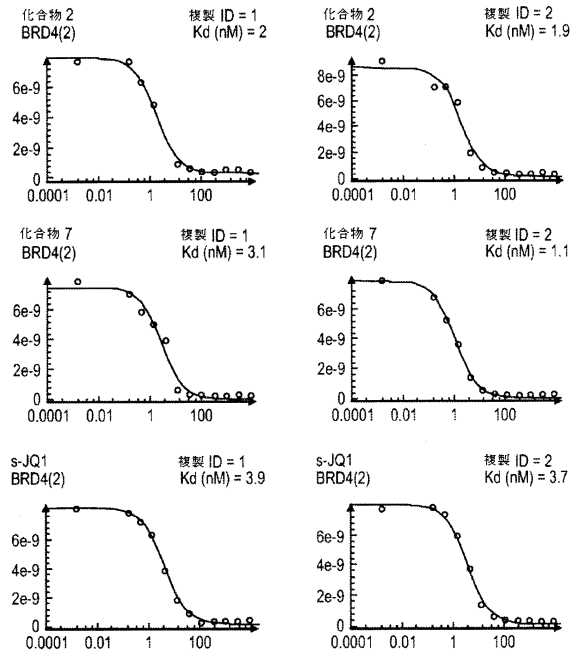 化合物 2
複製 ID = 1
BRD4(2)
Kd (nM) = 2
6e-9
4e-9
2e-9
0
0.0001 0.01 1 100
化合物 2
複製 ID = 2
BRD4(2)
Kd (nM) = 1.9
8e-9
6e-9
4e-9
2e-9
0
0.0001 0.01 1 100
化合物 7
複製 ID = 1
BRD4(2)
Kd (nM) = 3.1
6e-9
4e-9
2e-9
0
0.0001 0.01 1 100
化合物 7
複製 ID = 2
BRD4(2)
Kd (nM) = 1.1
6e-9
4e-9
2e-9
0
0.0001 0.01 1 100
s-JQ1
複製 ID = 1
BRD4(2)
Kd (nM) = 3.9
6e-9
4e-9
2e-9
0
0.0001 0.01 1 100
s-JQ1
複製 ID = 2
BRD4(2)
Kd (nM) = 3.7
6e-9
4e-9
2e-9
0
0.0001 0.01 1 100